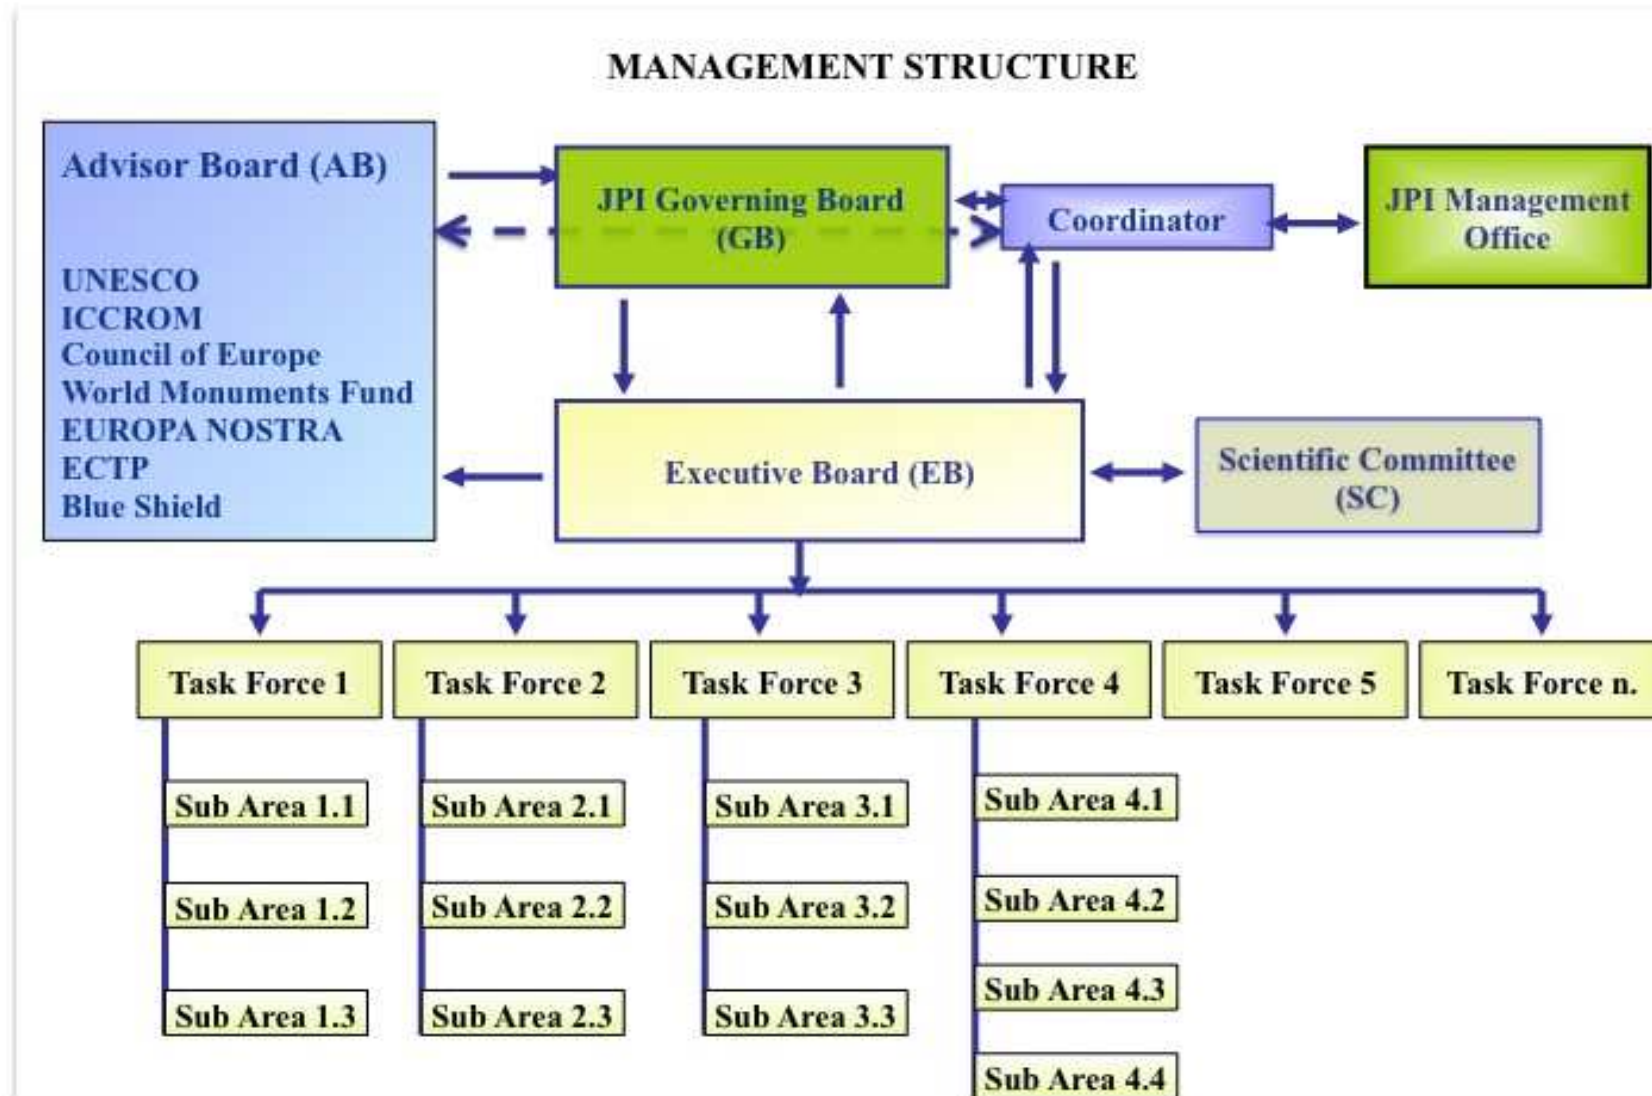 MANAGEMENT STRUCTURE
Advisor Board (AB)
UNESCO
ICCROM
Council of Europe
World Monuments Fund
EUROPA NOSTRA
ECTP
Blue Shield
JPI Governing Board
(GB)
Coordinator
JPI Management
Office
Executive Board (EB)
Scientific Committee
(SC)
Task Force 1
Task Force 2
Task Force 3
Task Force 4
Task Force 5
Task Force n.
Sub Area 1.1
Sub Area 1.2
Sub Area 1.3
Sub Area 2.1
Sub Area 2.2
Sub Area 2.3
Sub Area 3.1
Sub Area 3.2
Sub Area 3.3
Sub Area 4.1
Sub Area 4.2
Sub Area 4.3
Sub Area 4.4